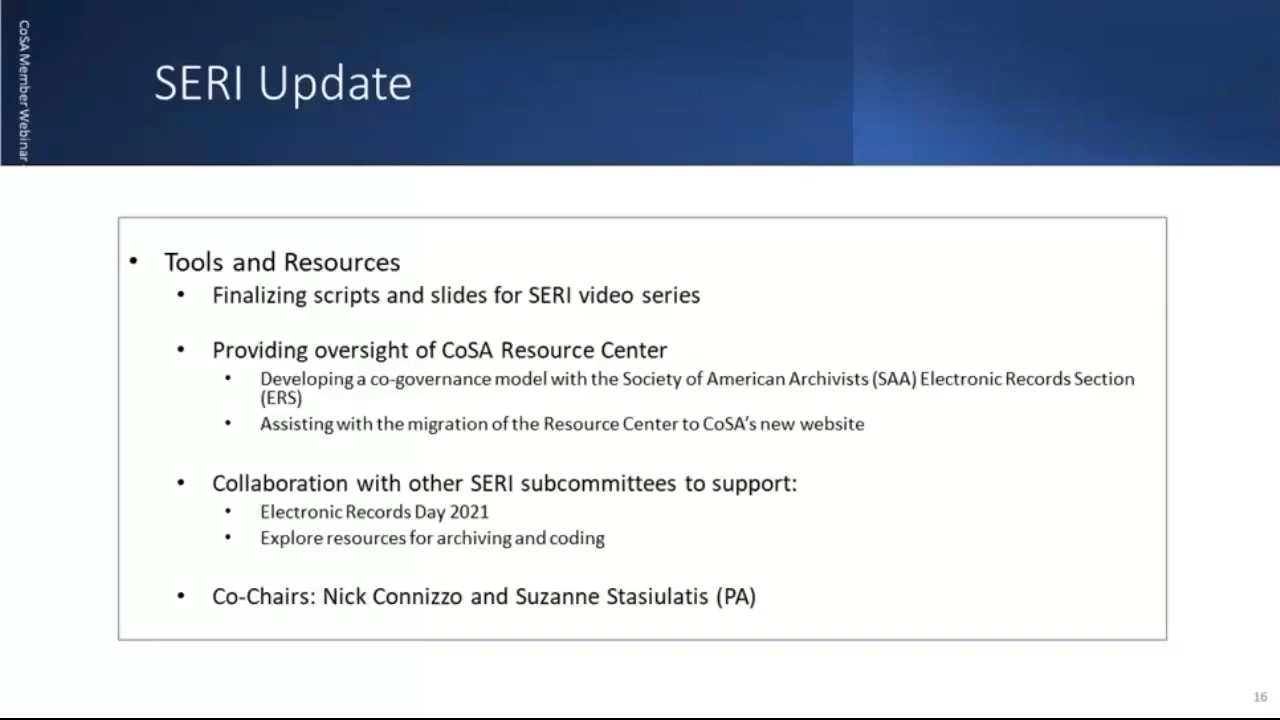 CoSA Member Webinar
SERI Update
• Tools and Resources
• Finalizing scripts and slides for SERI video series
• Providing oversight of CoSA Resource Center
• Developing a co-governance model with the Society of American Archivists (SAA) Electronic Records Section
(ERS)
• Assisting with the migration of the Resource Center to CoSA’s new website
• Collaboration with other SERI subcommittees to support:
• Electronic Records Day 2021
• Explore resources for archiving and coding
• Co-Chairs: Nick Connizzo and Suzanne Stasiulatis (PA)
16